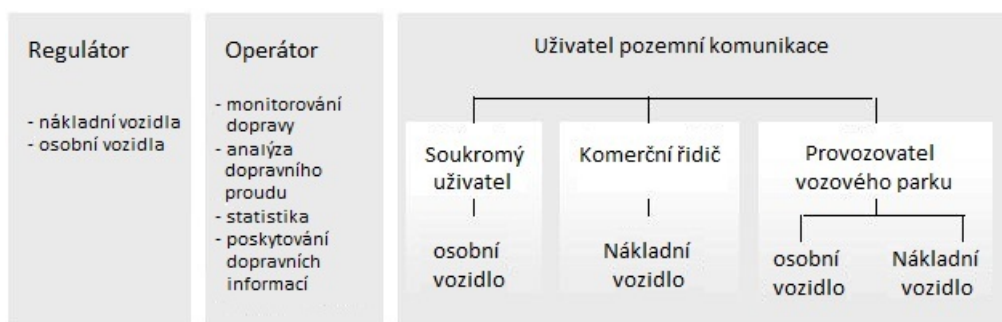 Regulátor
- nákladní vozidla
- osobní vozidla
Operátor
- monitorování
dopravy
- analýza
dopravního
proudu
- statistika
- poskytování
dopravních
informací
Uživatel pozemní komunikace
Soukromý
uživatel
osobní
vozidlo
Komerční řidič
Nákladní
vozidlo
Provozovatel
vozového parku
osobní
vozidlo
Nákladní
vozidlo